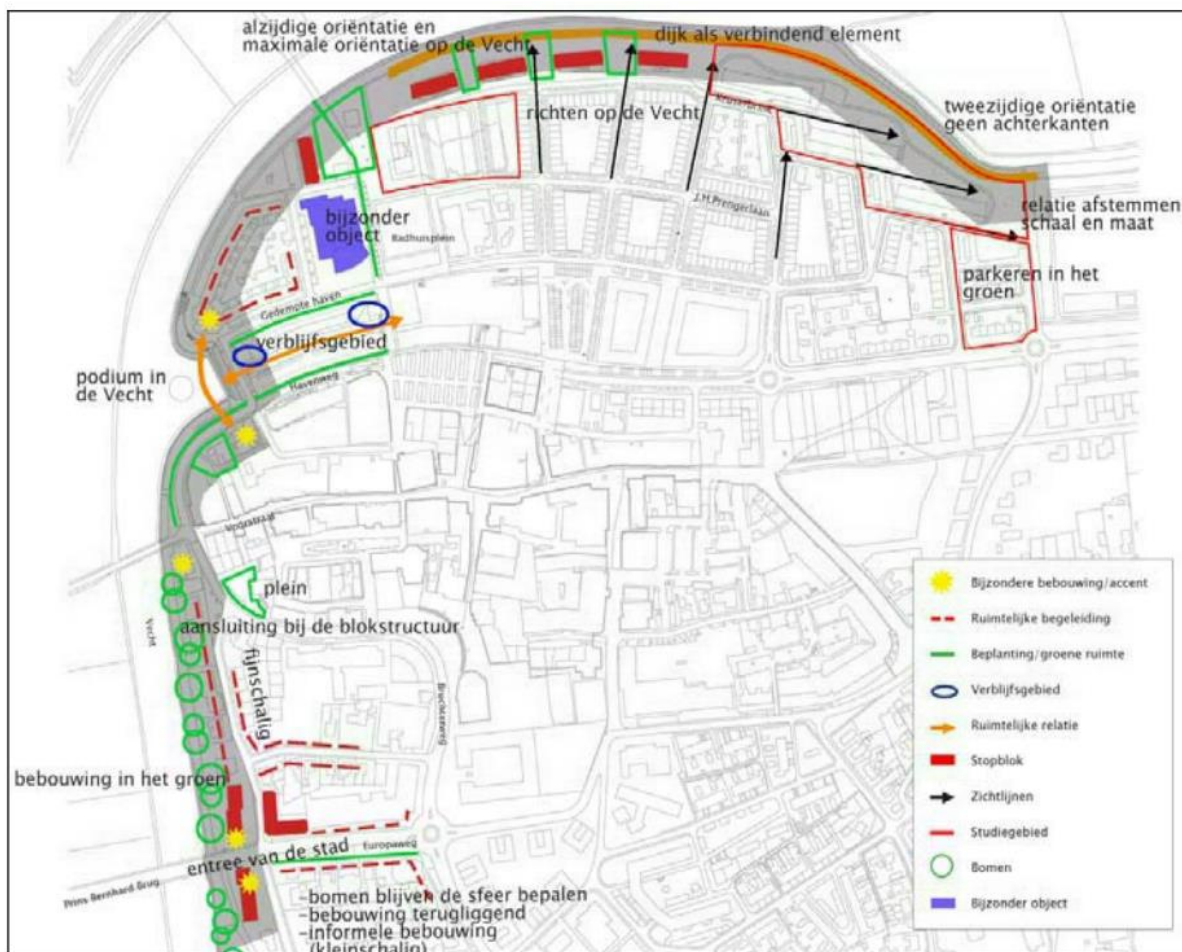 alzijdige oriëntatie en
maximale oriëntatie op de Vecht
dijk als verbindend element
richten op de Vecht
tweezijdige oriëntatie
geen achterkanten
J.H.Prengerlaan
relatie afstemmen
schaal en maat
bijzonder
object
Badhuisplein
parkeren in het
groen
Gedempte haven
verblijfsgebied
Havenweg
podium in
de Vecht
Voorstraat
plein
aansluiting bij de blokstructuur
Vecht
fijnschalig
Bruchterweg
bebouwing in het groen
entree van de stad
Europaweg
Prins Bernhard Brug
-bomen blijven de sfeer bepalen
-bebouwing terugliggend
-informele bebouwing
(kleinschalig)
Bijzondere bebouwing/accent
Ruimtelijke begeleiding
Beplanting/groene ruimte
Verblijfsgebied
Ruimtelijke relatie
Stopblok
Zichtlijnen
Studiegebied
Bomen
Bijzonder object